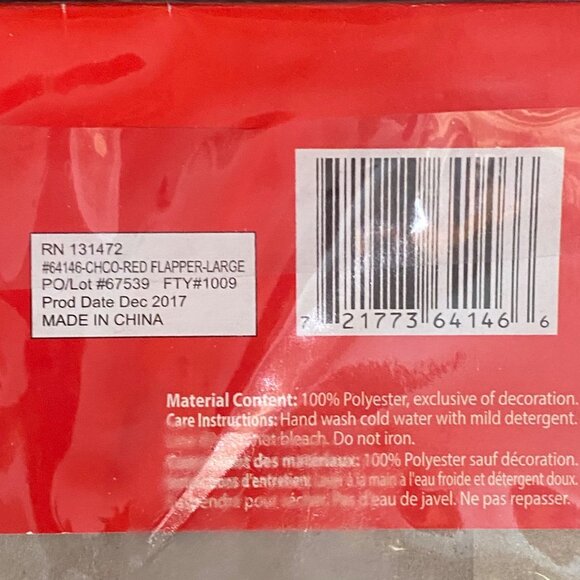 RN 131472
#64146-CHCO-RED FLAPPER-LARGE
PO/Lot #67539 FTY#1009
Prod Date Dec 2017
MADE IN CHINA
7 21773 64146 6
Material Content: 100% Polyester, exclusive of decoration.
Care Instructions: Hand wash cold water with mild detergent.
not bleach. Do not iron.
des matériaux: 100% Polyester sauf décoration.
d'entretien: Laver à la main à l'eau froide et détergent doux.
pour sécher. Pas d'eau de javel. Ne pas repasser.